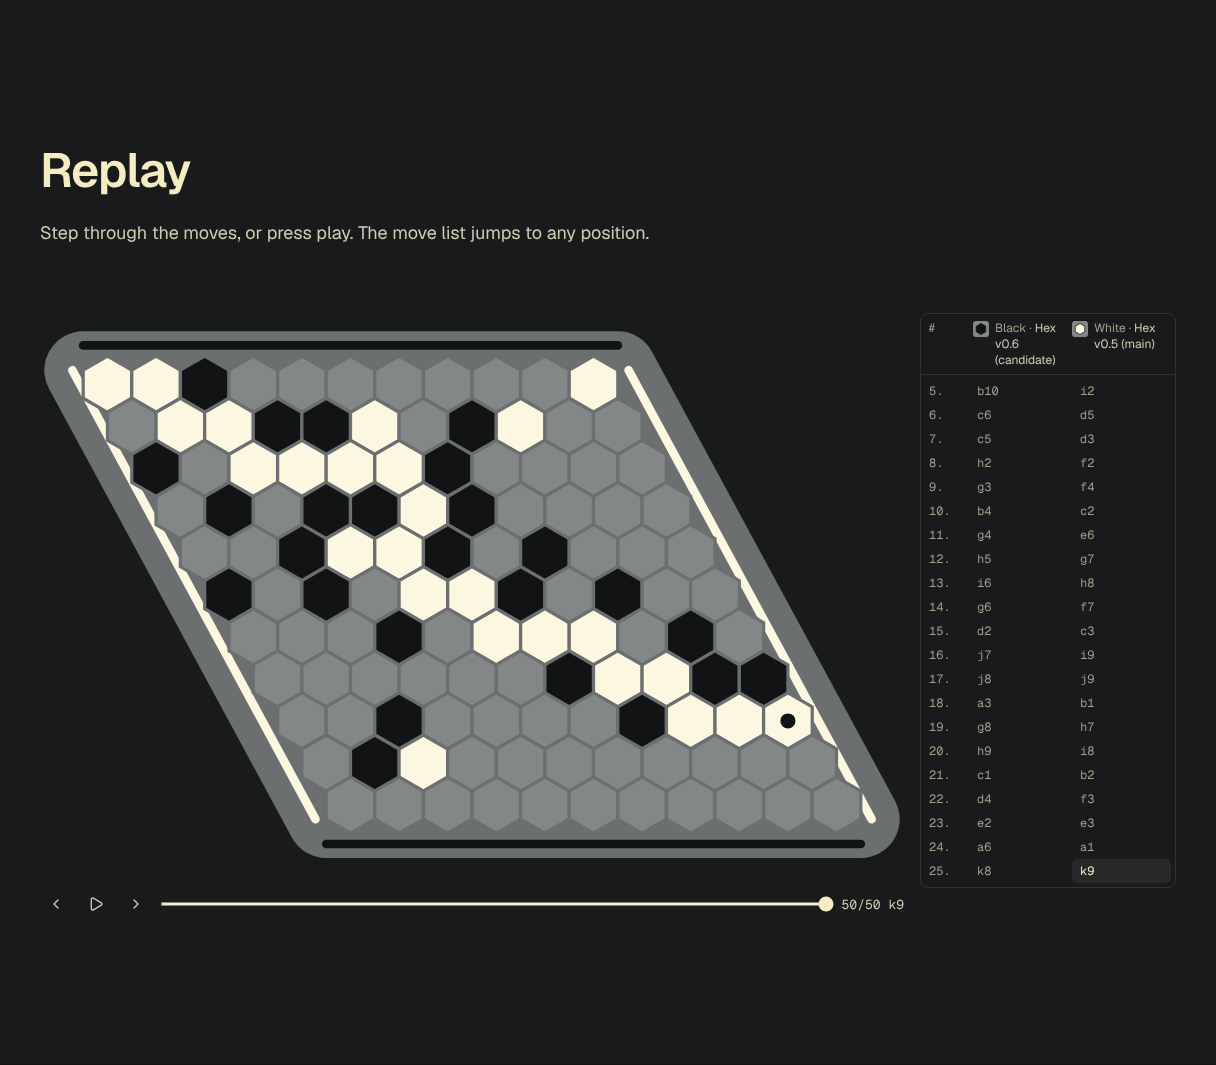 Replay
Step through the moves, or press play. The move list jumps to any position.
# Black · Hex v0.6 (candidate) White · Hex v0.5 (main)
5. b10 i2
6. c6 d5
7. c5 d3
8. h2 f2
9. g3 f4
10. b4 c2
11. g4 e6
12. h5 g7
13. i6 h8
14. g6 f7
15. d2 c3
16. j7 i9
17. j8 j9
18. a3 b1
19. g8 h7
20. h9 i8
21. c1 b2
22. d4 f3
23. e2 e3
24. a6 a1
25. k8 k9
50/50 k9